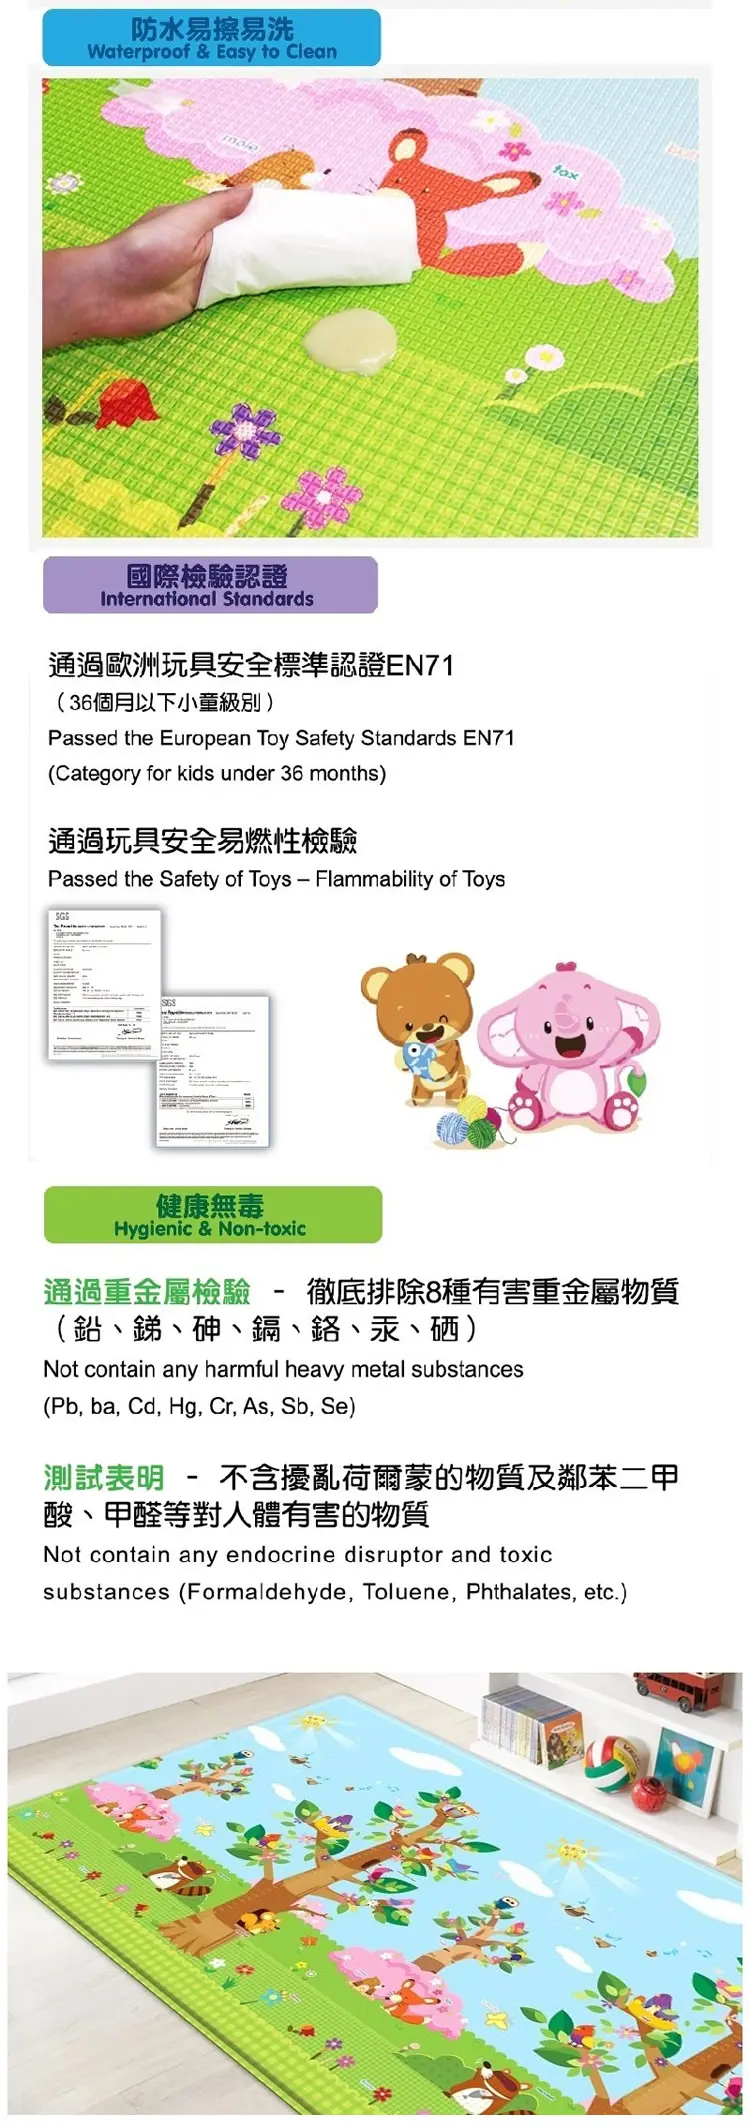 防水易擦易洗
Waterproof & Easy to Clean
mole
fox
國際檢驗認證
International Standards
通過歐洲玩具安全標準認證EN71
（36個月以下小童級別）
Passed the European Toy Safety Standards EN71
(Category for kids under 36 months)
通過玩具安全易燃性檢驗
Passed the Safety of Toys – Flammability of Toys
SGS
SGS
健康無毒
Hygienic & Non-toxic
通過重金屬檢驗 - 徹底排除8種有害重金屬物質
（鉛、銻、砷、鎘、鉻、汞、硒）
Not contain any harmful heavy metal substances
(Pb, ba, Cd, Hg, Cr, As, Sb, Se)
測試表明 - 不含擾亂荷爾蒙的物質及鄰苯二甲
酸、甲醛等對人體有害的物質
Not contain any endocrine disruptor and toxic
substances (Formaldehyde, Toluene, Phthalates, etc.)